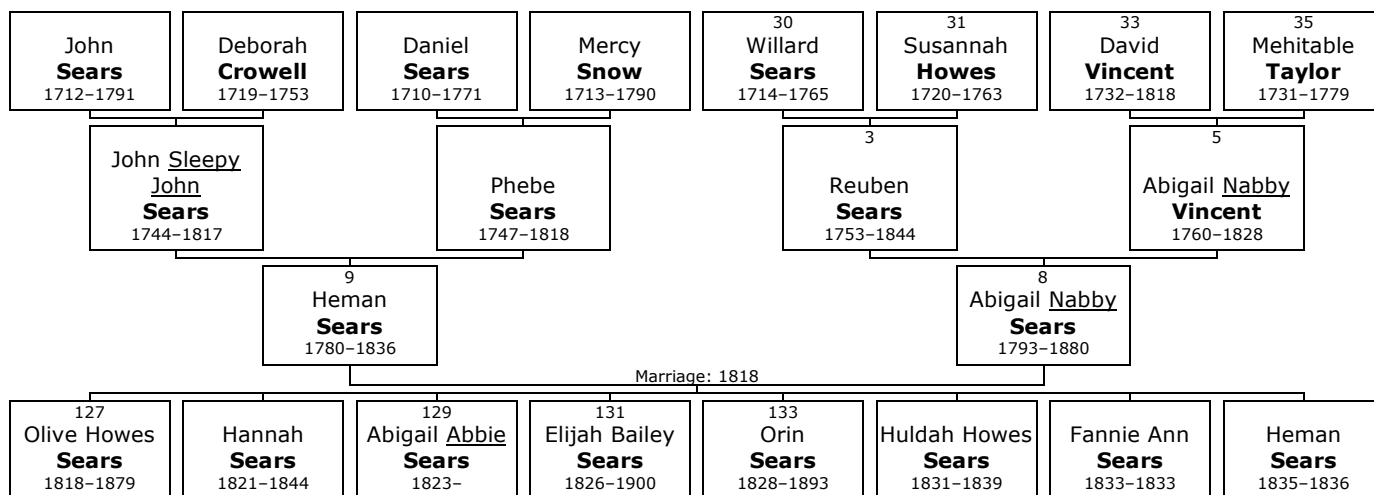 John
Sears
1712–1791
Deborah
Crowell
1719–1753
Daniel
Sears
1710–1771
Mercy
Snow
1713–1790
30
Willard
Sears
1714–1765
31
Susannah
Howes
1720–1763
33
David
Vincent
1732–1818
35
Mehitable
Taylor
1731–1779
John Sleepy
John
Sears
1744–1817
Phebe
Sears
1747–1818
3
Reuben
Sears
1753–1844
5
Abigail Nabby
Vincent
1760–1828
9
Heman
Sears
1780–1836
8
Abigail Nabby
Sears
1793–1880
Marriage: 1818
127
Olive Howes
Sears
1818–1879
Hannah
Sears
1821–1844
129
Abigail Abbie
Sears
1823–
131
Elijah Bailey
Sears
1826–1900
133
Orin
Sears
1828–1893
Huldah Howes
Sears
1831–1839
Fannie Ann
Sears
1833–1833
Heman
Sears
1835–1836